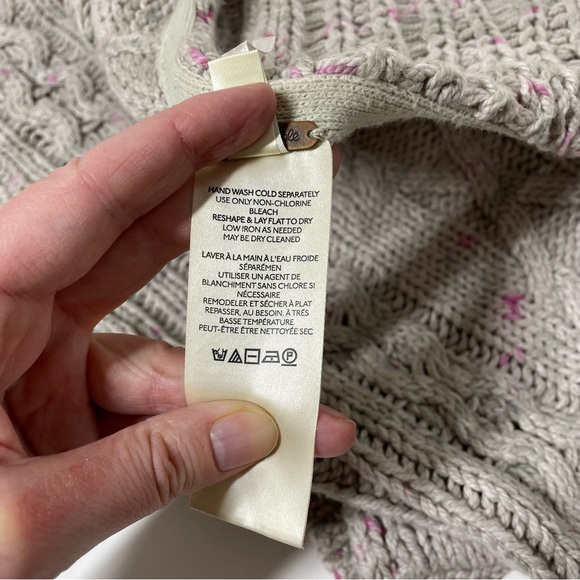 HAND WASH COLD SEPARATELY
USE ONLY NON-CHLORINE
BLEACH
RESHAPE & LAY FLAT TO DRY
LOW IRON AS NEEDED
MAY BE DRY CLEANED
LAVER À LA MAIN À L'EAU FROIDE
SÉPARÉMEN
UTILISER UN AGENT DE
BLANCHIMENT SANS CHLORE SI
NÉCESSAIRE
REMODELER ET SÉCHER À PLAT
REPASSER, AU BESOIN, À TRÉS
BASSE TEMPÉRATURE
PEUT-ÊTRE ÊTRE NETTOYÉE SEC